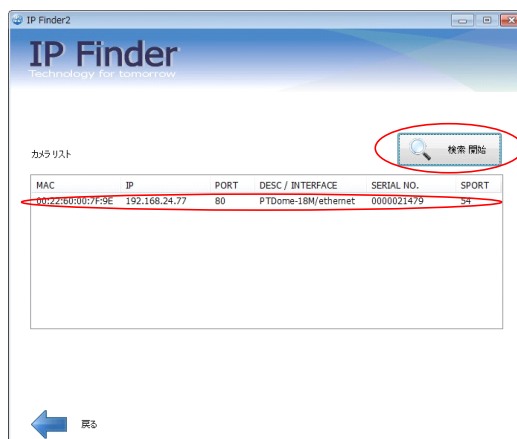 IP Finder2
IP Finder
Technology for tomorrow
検索 開始
カメラ リスト
MAC IP PORT DESC / INTERFACE SERIAL NO. SPORT
00:22:60:00:7F:9E 192.168.24.77 80 PTDome-18M/ethernet 0000021479 54
戻る